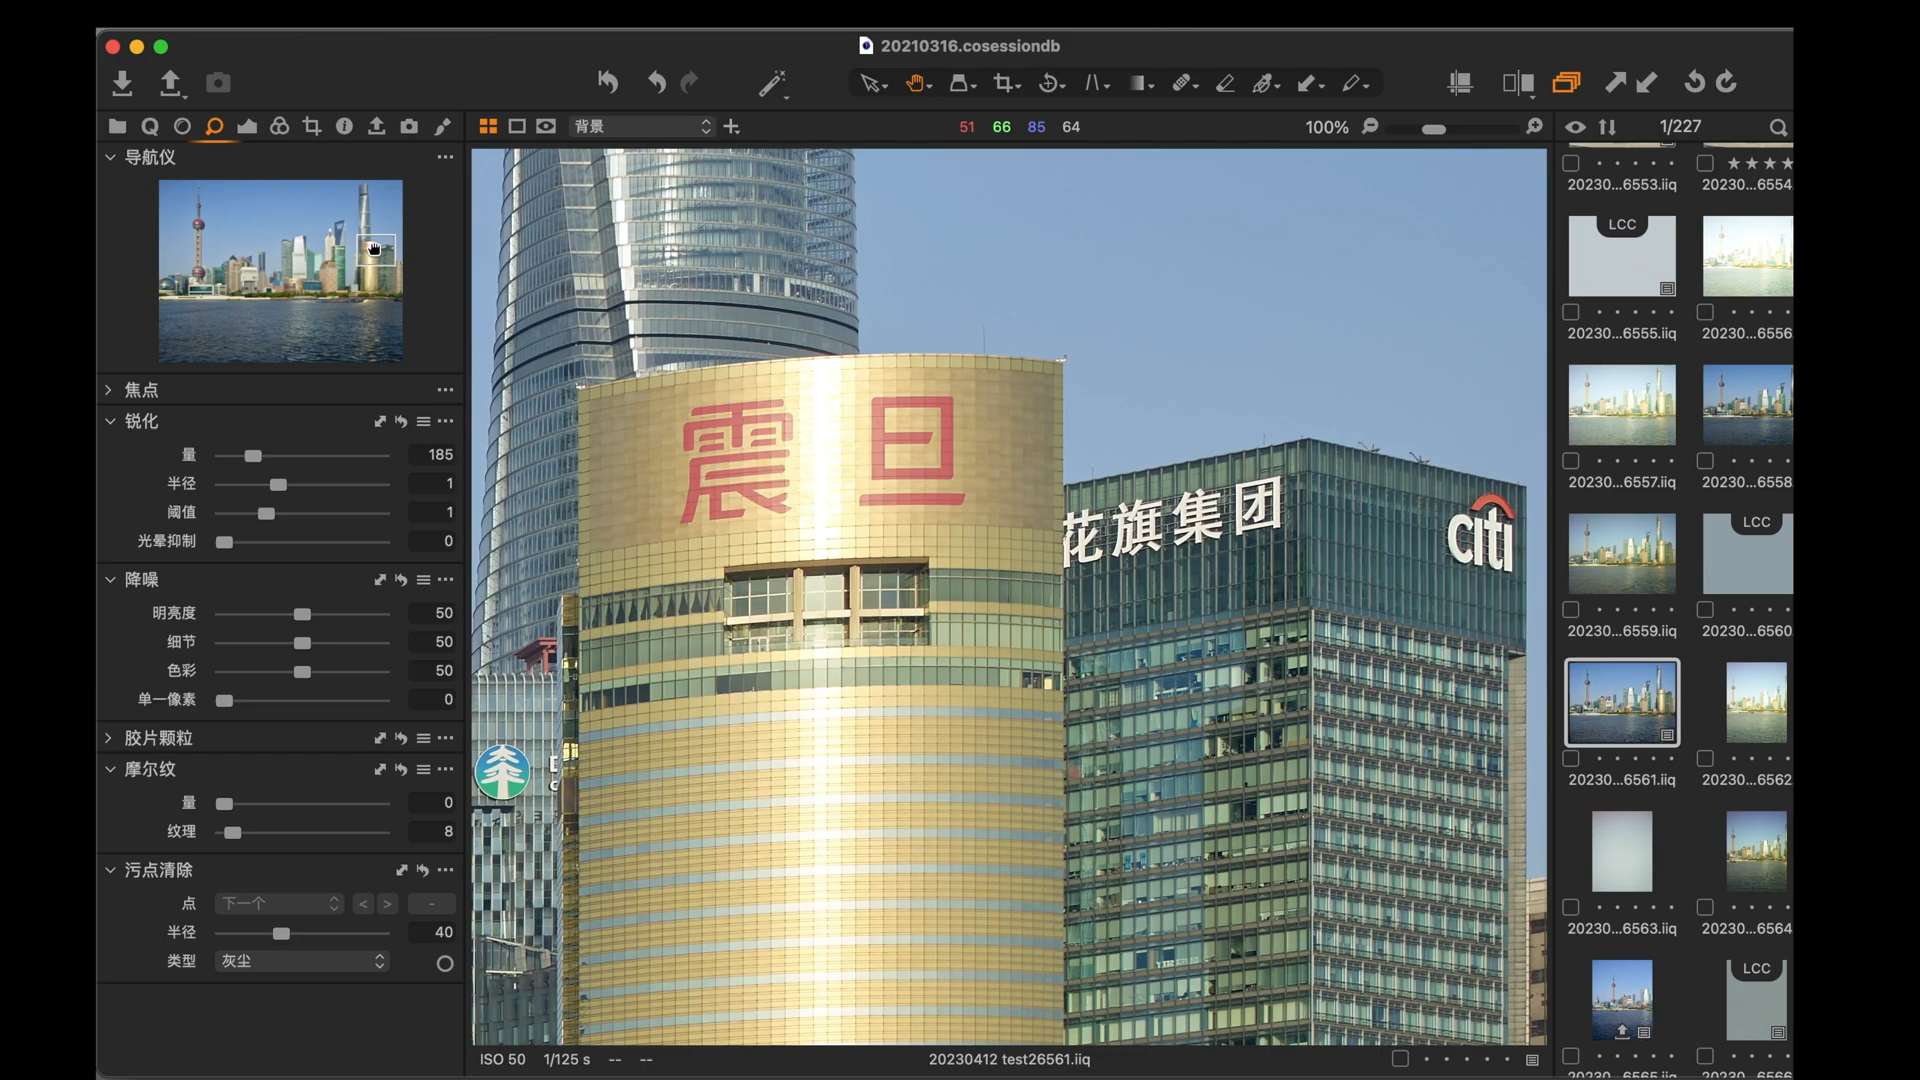 20210316.cosessiondb
背景
51 66 85 64
100%
1/227
导航仪
焦点
锐化
量 185
半径 1
阈值 1
光晕抑制 0
降噪
明亮度 50
细节 50
色彩 50
单一像素 0
胶片颗粒
摩尔纹
量 0
纹理 8
污点清除
点 下一个 < > -
半径 40
类型 灰尘
震旦
花旗集团
citi
ISO 50 1/125 s -- --
20230412 test26561.iiq
20230...6553.iiq 20230...6554
LCC
20230...6555.iiq 20230...6556
20230...6557.iiq 20230...6558
LCC
20230...6559.iiq 20230...6560
20230...6561.iiq 20230...6562
20230...6563.iiq 20230...6564
LCC